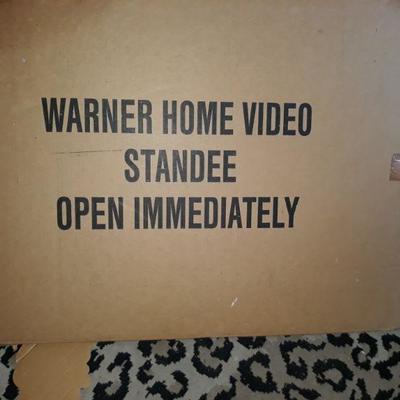 WARNER HOME VIDEO
STANDEE
OPEN IMMEDIATELY